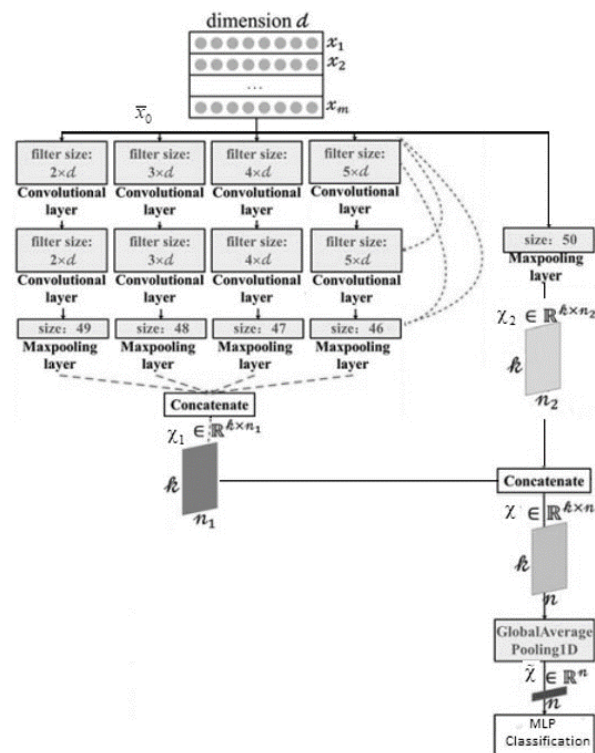 dimension d
x₁
x₂
...
xₘ
x̅₀
filter size: filter size: filter size: filter size:
2×d 3×d 4×d 5×d
Convolutional Convolutional Convolutional Convolutional
layer layer layer layer
filter size: filter size: filter size: filter size:
2×d 3×d 4×d 5×d
Convolutional Convolutional Convolutional Convolutional
layer layer layer layer
size: 50
Maxpooling
layer
size: 49 size: 48 size: 47 size: 46
Maxpooling Maxpooling Maxpooling Maxpooling
layer layer layer layer
χ₂ ∈ ℝ^{k×n₂}
k
n₂
Concatenate
χ₁ ∈ ℝ^{k×n₁}
k
n₁
Concatenate
χ ∈ ℝ^{k×n}
k
n
GlobalAverage
Pooling1D
χ̃ ∈ ℝⁿ
n
MLP
Classification